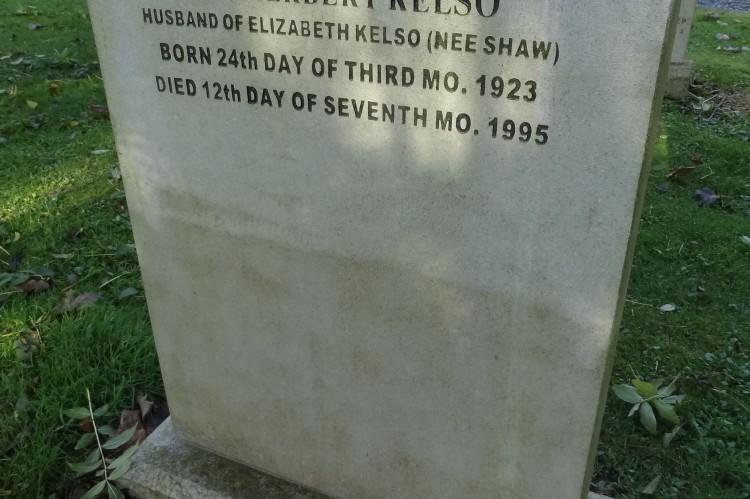 KELSO
HUSBAND OF ELIZABETH KELSO (NEE SHAW)
BORN 24th DAY OF THIRD MO. 1923
DIED 12th DAY OF SEVENTH MO. 1995